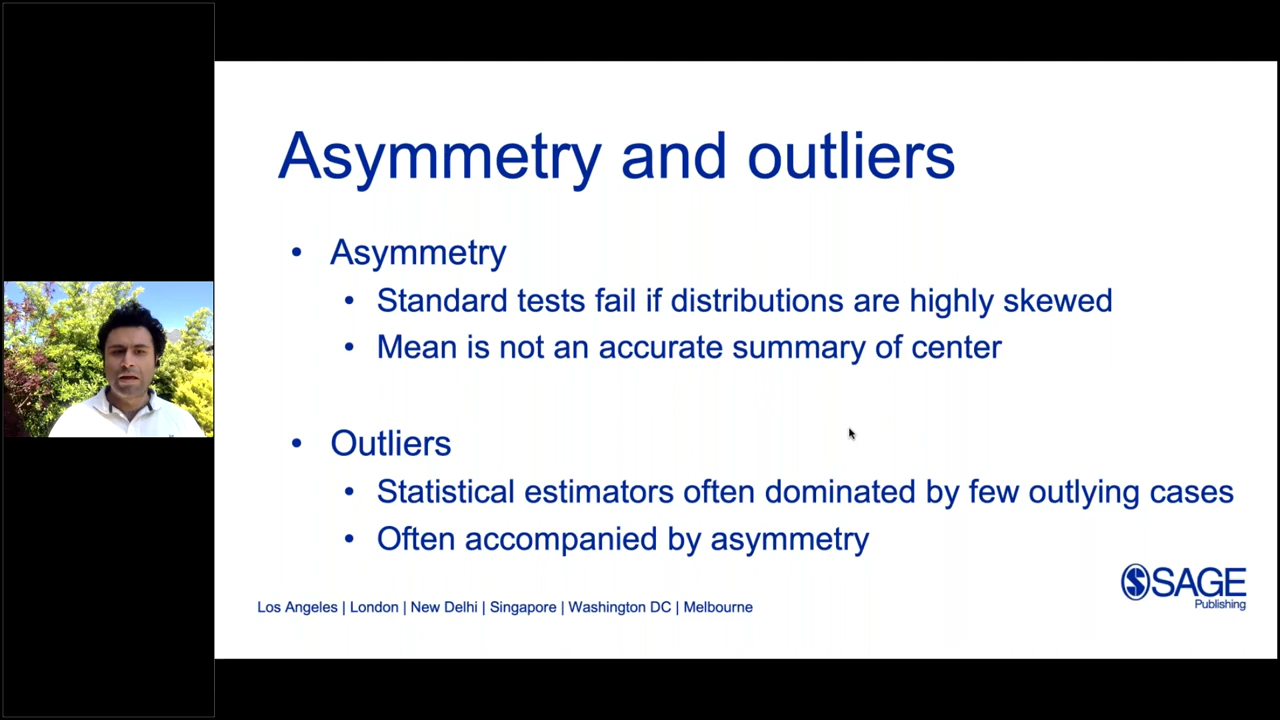 Asymmetry and outliers
• Asymmetry
• Standard tests fail if distributions are highly skewed
• Mean is not an accurate summary of center
• Outliers
• Statistical estimators often dominated by few outlying cases
• Often accompanied by asymmetry
SAGE
Publishing
Los Angeles | London | New Delhi | Singapore | Washington DC | Melbourne